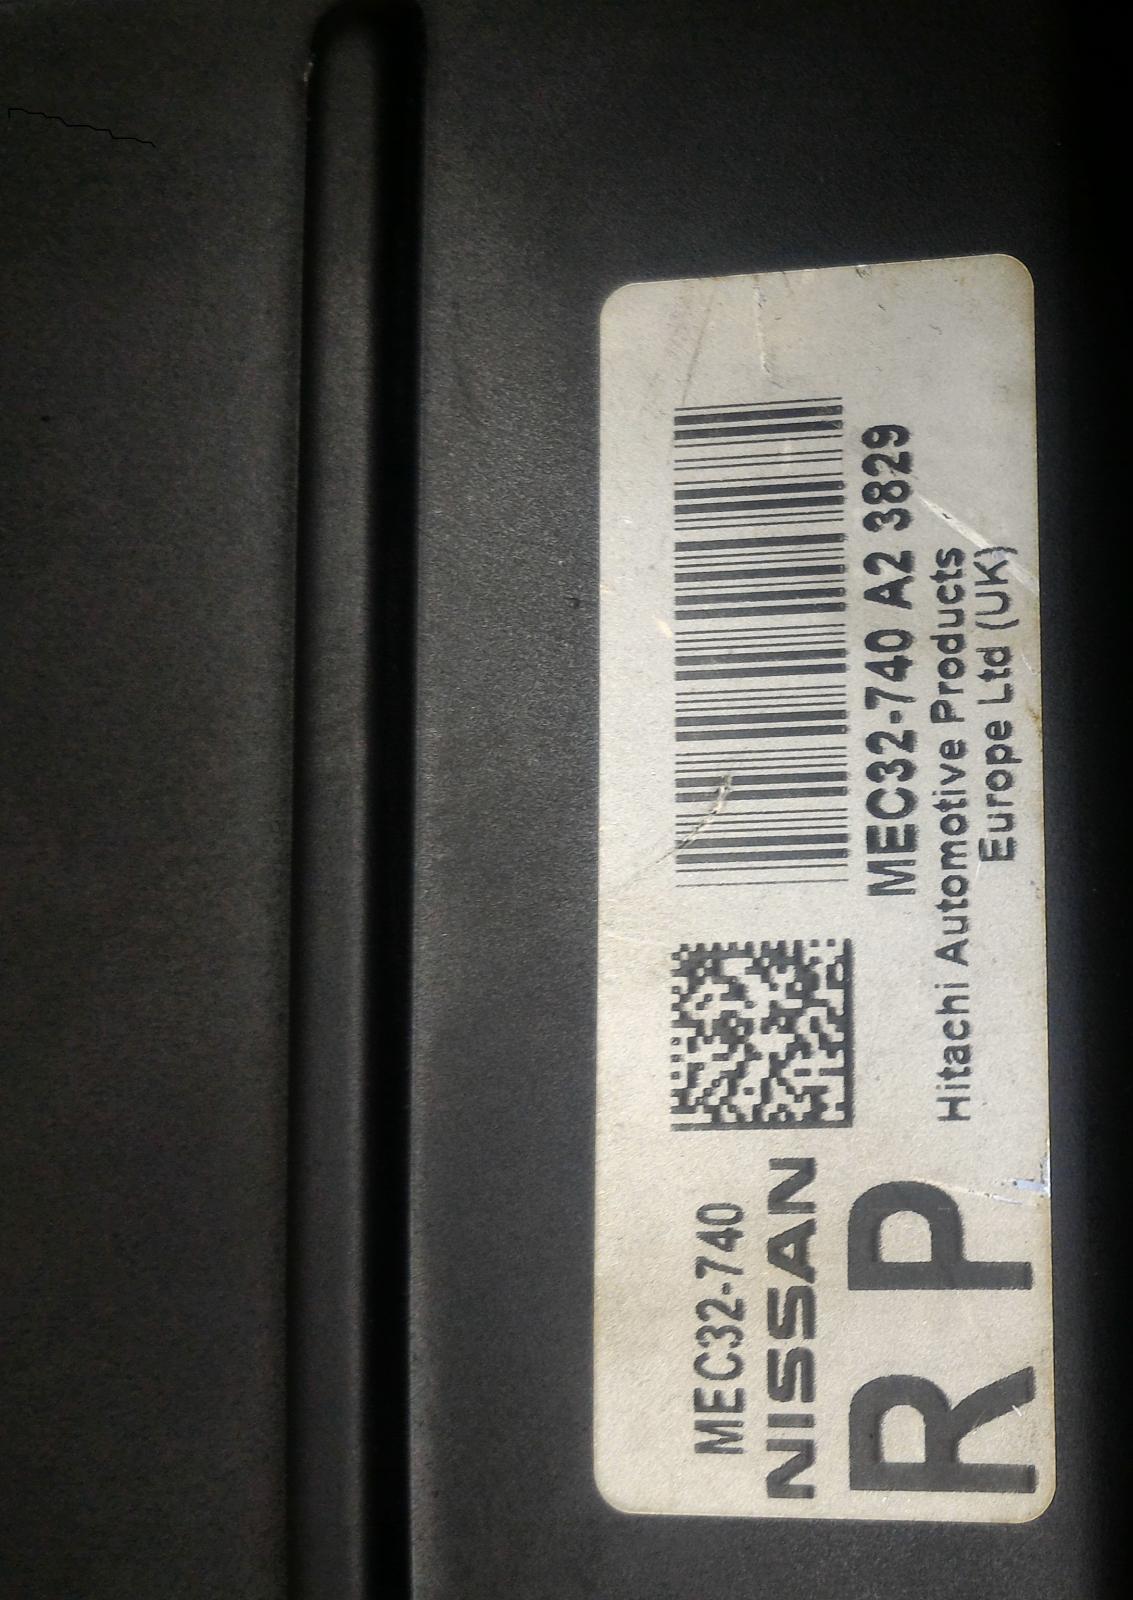 MEC32-740
NISSAN
R P
MEC32-740 A2 3829
Hitachi Automotive Products
Europe Ltd (UK)